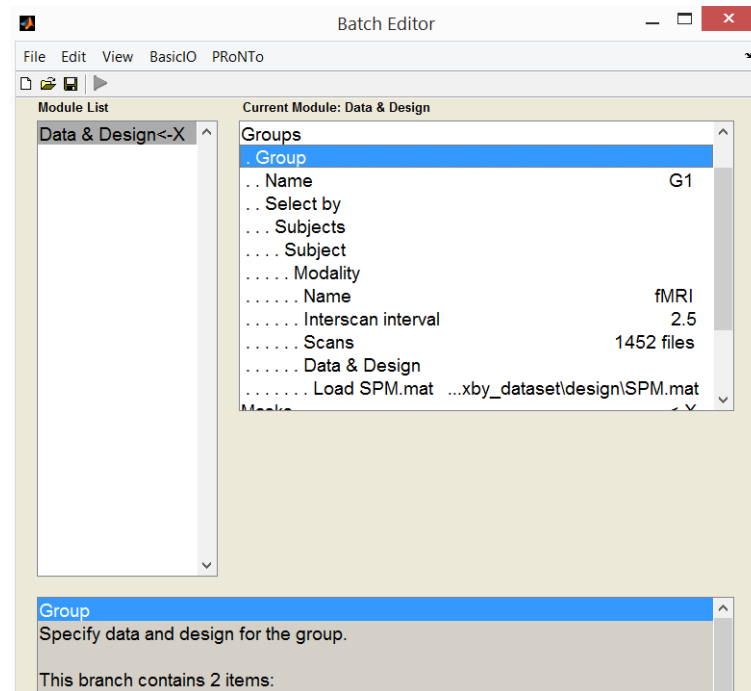 Batch Editor
File Edit View BasicIO PRoNTo
Module List
Current Module: Data & Design
Data & Design<-X
Groups
. Group
. . Name G1
. . Select by
. . . Subjects
. . . . Subject
. . . . . Modality
. . . . . . Name fMRI
. . . . . . Interscan interval 2.5
. . . . . . Scans 1452 files
. . . . . . Data & Design
. . . . . . . Load SPM.mat ...xby_dataset\design\SPM.mat
Masks <-X
Group
Specify data and design for the group.
This branch contains 2 items: